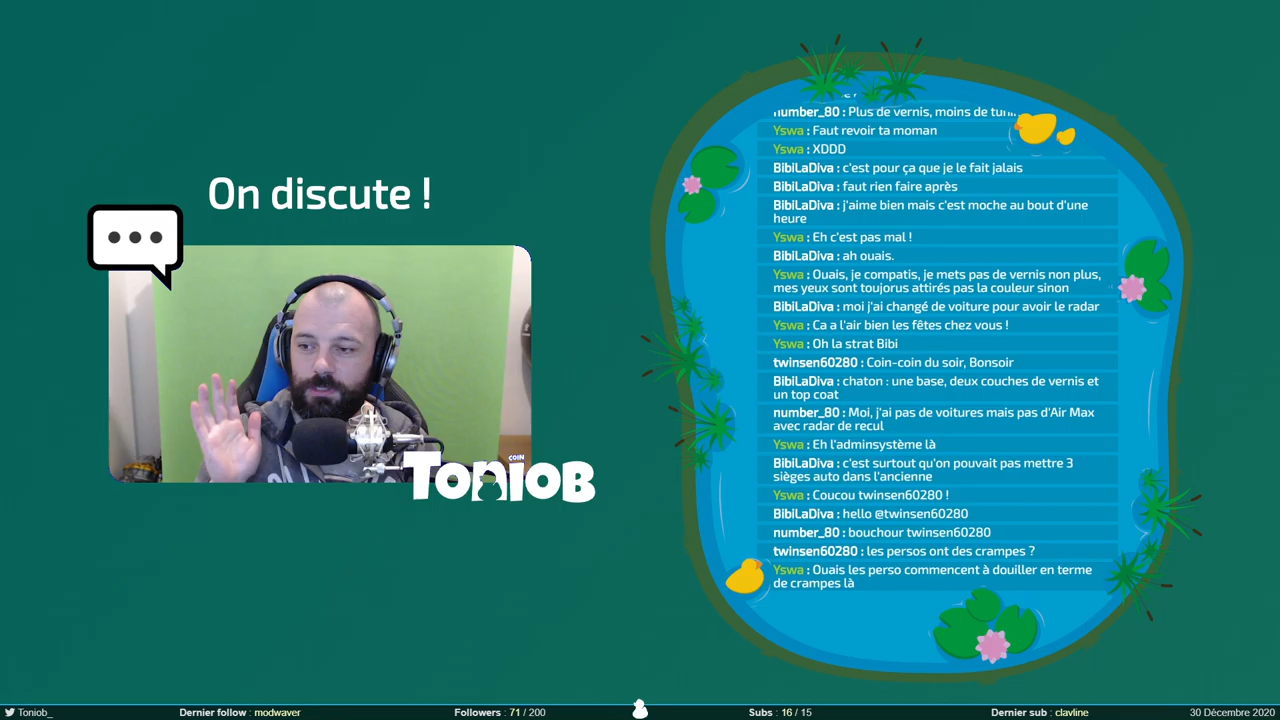 On discute !
COIN
TONIOB
number_80 : Plus de vernis, moins de
Yswa : Faut revoir ta moman
Yswa : XDDD
BibiLaDiva : c'est pour ça que je le fait jalais
BibiLaDiva : faut rien faire après
BibiLaDiva : j'aime bien mais c'est moche au bout d'une
heure
Yswa : Eh c'est pas mal !
BibiLaDiva : ah ouais.
Yswa : Ouais, je compatis, je mets pas de vernis non plus,
mes yeux sont toujorus attirés pas la couleur sinon
BibiLaDiva : moi j'ai changé de voiture pour avoir le radar
Yswa : Ca a l'air bien les fêtes chez vous !
Yswa : Oh la strat Bibi
twinsen60280 : Coin-coin du soir, Bonsoir
BibiLaDiva : chaton : une base, deux couches de vernis et
un top coat
number_80 : Moi, j'ai pas de voitures mais pas d'Air Max
avec radar de recul
Yswa : Eh l'adminsystème là
BibiLaDiva : c'est surtout qu'on pouvait pas mettre 3
sièges auto dans l'ancienne
Yswa : Coucou twinsen60280 !
BibiLaDiva : hello @twinsen60280
number_80 : bouchour twinsen60280
twinsen60280 : les persos ont des crampes ?
Yswa : Ouais les perso commencent à douiller en terme
de crampes là
Toniob_ Dernier follow : modwaver Followers : 71 / 200 Subs : 16 / 15 Dernier sub : clavline 30 Décembre 2020